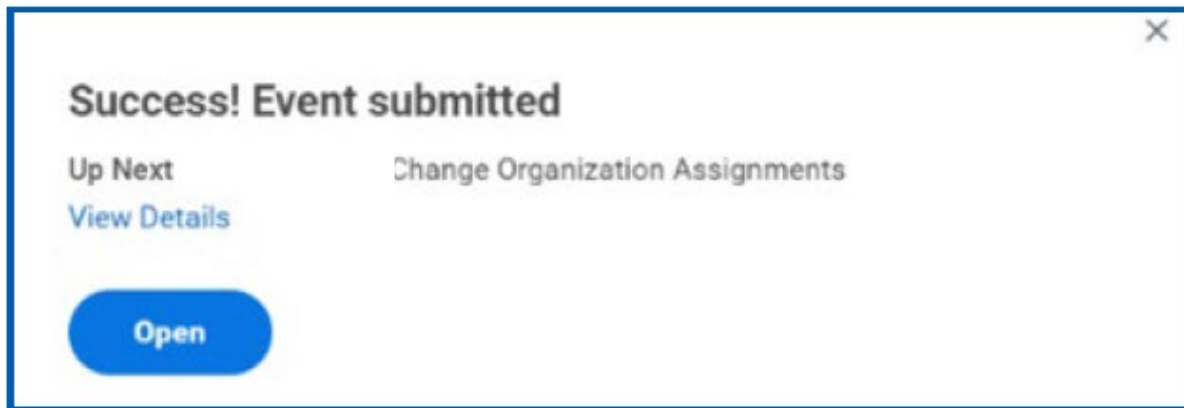 Success! Event submitted
Up Next Change Organization Assignments
View Details
Open